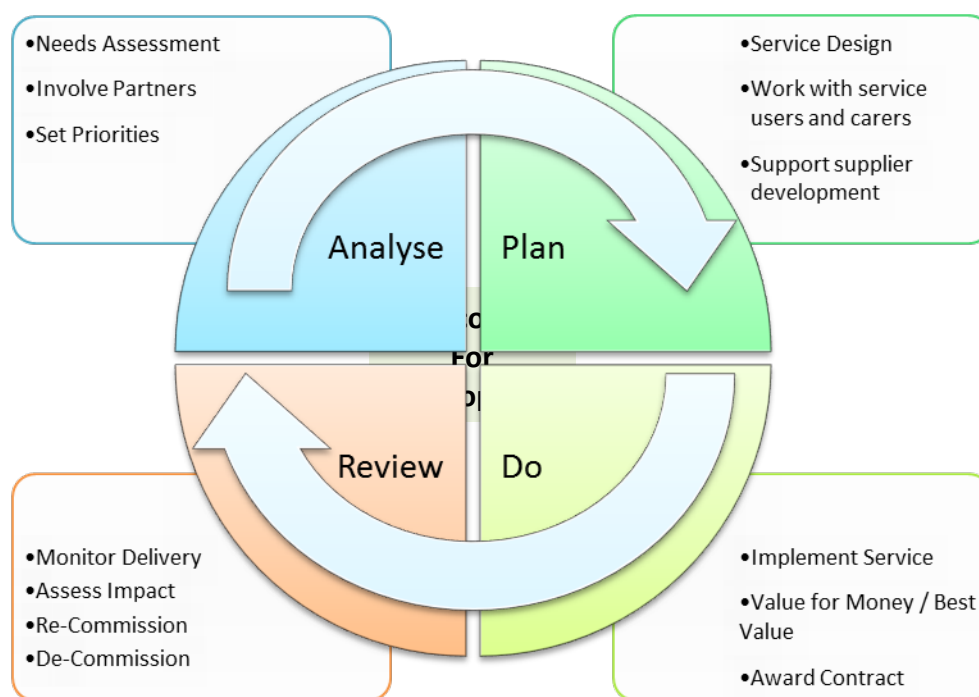 •Needs Assessment
•Involve Partners
•Set Priorities
•Service Design
•Work with service
users and carers
•Support supplier
development
Analyse
Plan
For
Review
Do
•Monitor Delivery
•Assess Impact
•Re-Commission
•De-Commission
•Implement Service
•Value for Money / Best
Value
•Award Contract